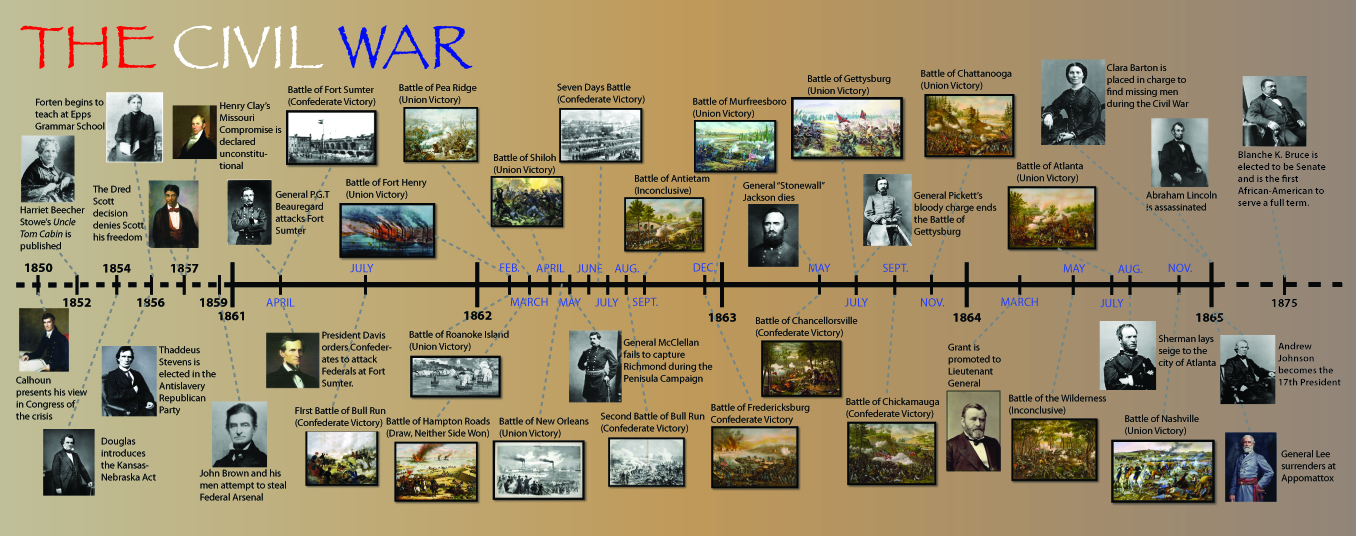 THE CIVIL WAR
Forten begins to
teach at Epps
Grammar School
Henry Clay's
Missouri
Compromise is
declared
unconstitu-
tional
Battle of Fort Sumter
(Confederate Victory)
Battle of Pea Ridge
(Union Victory)
Seven Days Battle
(Confederate Victory)
Battle of Murfreesboro
(Union Victory)
Battle of Gettysburg
(Union Victory)
Battle of Chattanooga
(Union Victory)
Clara Barton is
placed in charge to
find missing men
during the Civil War
Harriet Beecher
Stowe's Uncle
Tom Cabin is
published
The Dred
Scott
decision
denies Scott
his freedom
General P.G.T
Beauregard
attacks Fort
Sumter
Battle of Fort Henry
(Union Victory)
Battle of Shiloh
(Union Victory)
Battle of Antietam
(Inconclusive)
General "Stonewall"
Jackson dies
General Pickett's
bloody charge ends
the Battle of
Gettysburg
Battle of Atlanta
(Union Victory)
Abraham Lincoln
is assassinated
Blanche K. Bruce is
elected to be Senate
and is the first
African-American to
serve a full term.
1850 1854 1857 JULY FEB. APRIL JUNE AUG. DEC. MAY SEPT. MAY AUG. NOV.
1852 1856 1859 1861 APRIL 1862 MARCH MAY JULY SEPT. 1863 JULY NOV. 1864 MARCH JULY 1865 1875
Calhoun
presents his view
in Congress of
the crisis
Thaddeus
Stevens is
elected in the
Antislavery
Republican
Party
Douglas
introduces
the Kansas-
Nebraska Act
John Brown and his
men attempt to steal
Federal Arsenal
President Davis
orders Confeder-
ates to attack
Federals at Fort
Sumter.
FIrst Battle of Bull Run
(Confederate Victory)
Battle of Roanoke Island
(Union Victory)
Battle of Hampton Roads
(Draw, Neither Side Won)
Battle of New Orleans
(Union Victory)
General McClellan
fails to capture
Richmond during the
Penisula Campaign
Second Battle of Bull Run
(Confederate Victory)
Battle of Fredericksburg
Confederate Victory)
Battle of Chancellorsville
(Confederate Victory)
Battle of Chickamauga
(Confederate Victory)
Grant is
promoted to
Lieutenant
General
Battle of the Wilderness
(Inconclusive)
Sherman lays
seige to the
city of Atlanta
Battle of Nashville
(Union Victory)
Andrew
Johnson
becomes the
17th President
General Lee
surrenders at
Appomattox